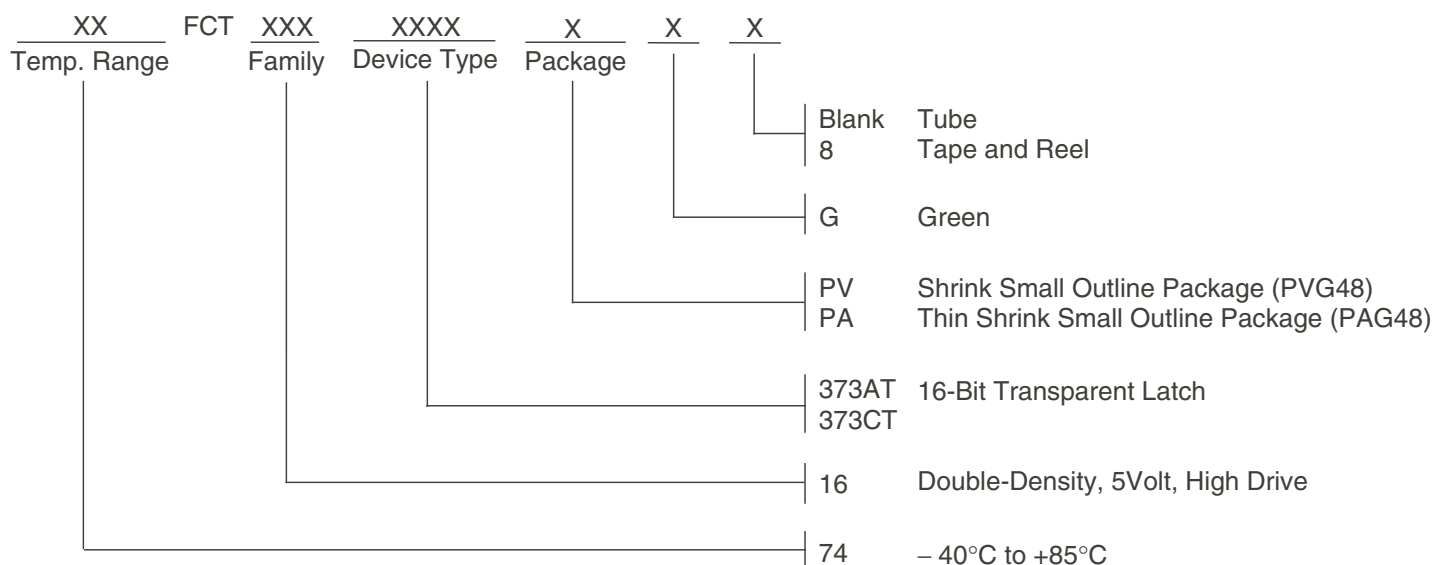 XX FCT XXX XXXX X X X
Temp. Range Family Device Type Package
Blank Tube
8 Tape and Reel
G Green
PV Shrink Small Outline Package (PVG48)
PA Thin Shrink Small Outline Package (PAG48)
373AT 16-Bit Transparent Latch
373CT
16 Double-Density, 5Volt, High Drive
74 – 40°C to +85°C